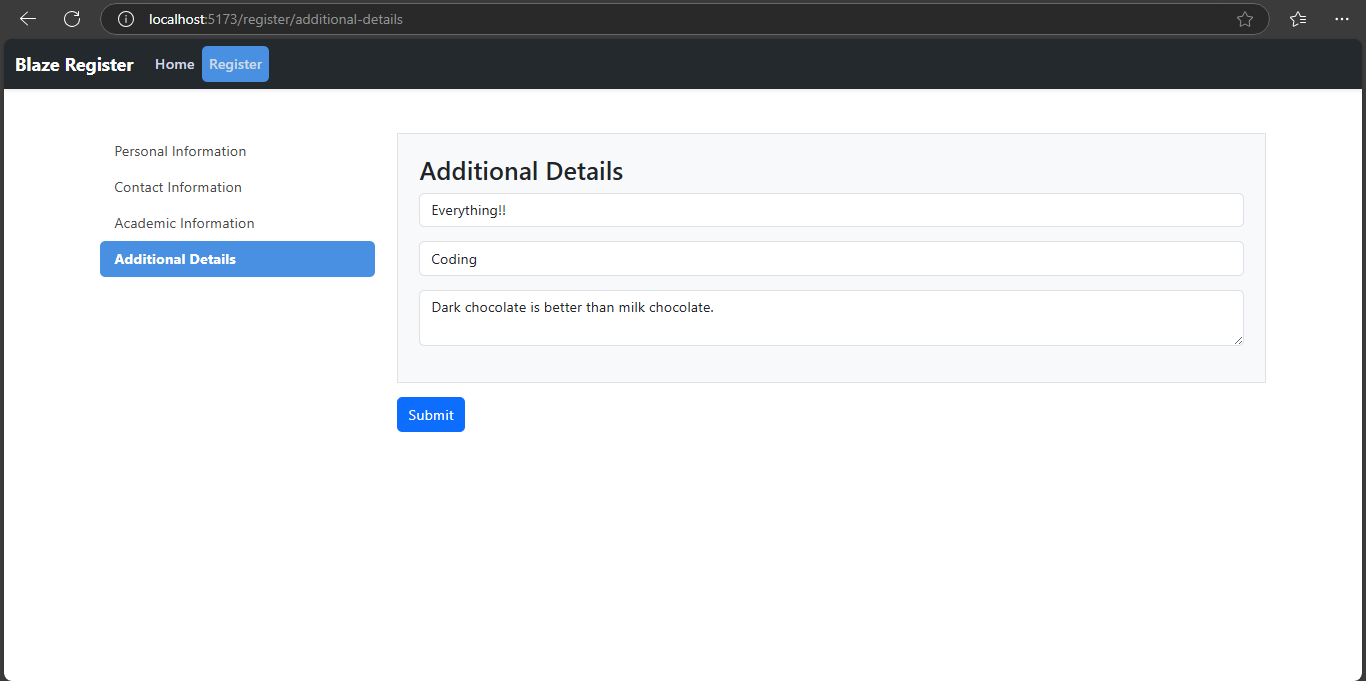 localhost:5173/register/additional-details
Blaze Register Home Register
Personal Information
Contact Information
Academic Information
Additional Details
Additional Details
Everything!!
Coding
Dark chocolate is better than milk chocolate.
Submit